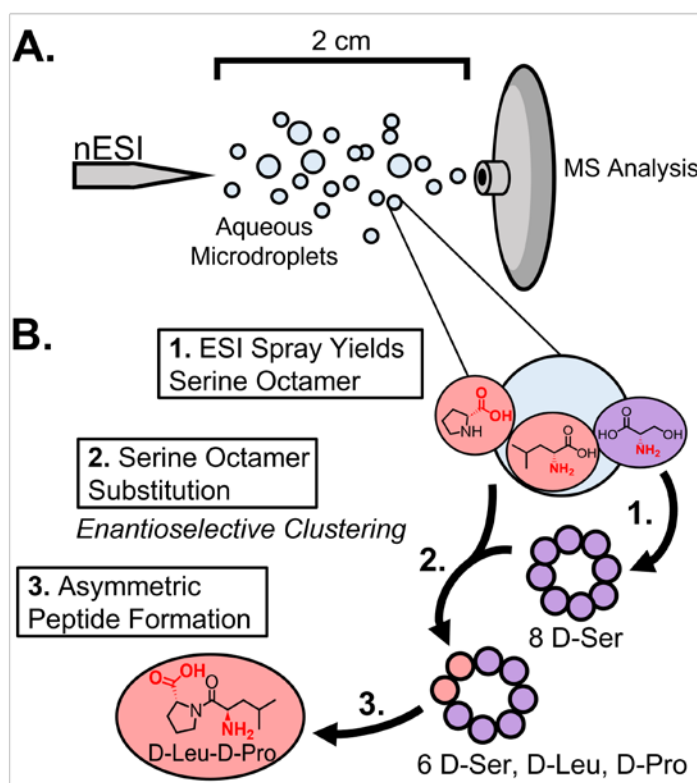 A.
2 cm
nESI
MS Analysis
Aqueous
Microdroplets
B.
1. ESI Spray Yields
Serine Octamer
O
OH
NH
O
OH
NH2
O
HO
OH
NH2
2. Serine Octamer
Substitution
Enantioselective Clustering
1.
2.
8 D-Ser
3. Asymmetric
Peptide Formation
O
OH
O
N
NH2
D-Leu-D-Pro
3.
6 D-Ser, D-Leu, D-Pro